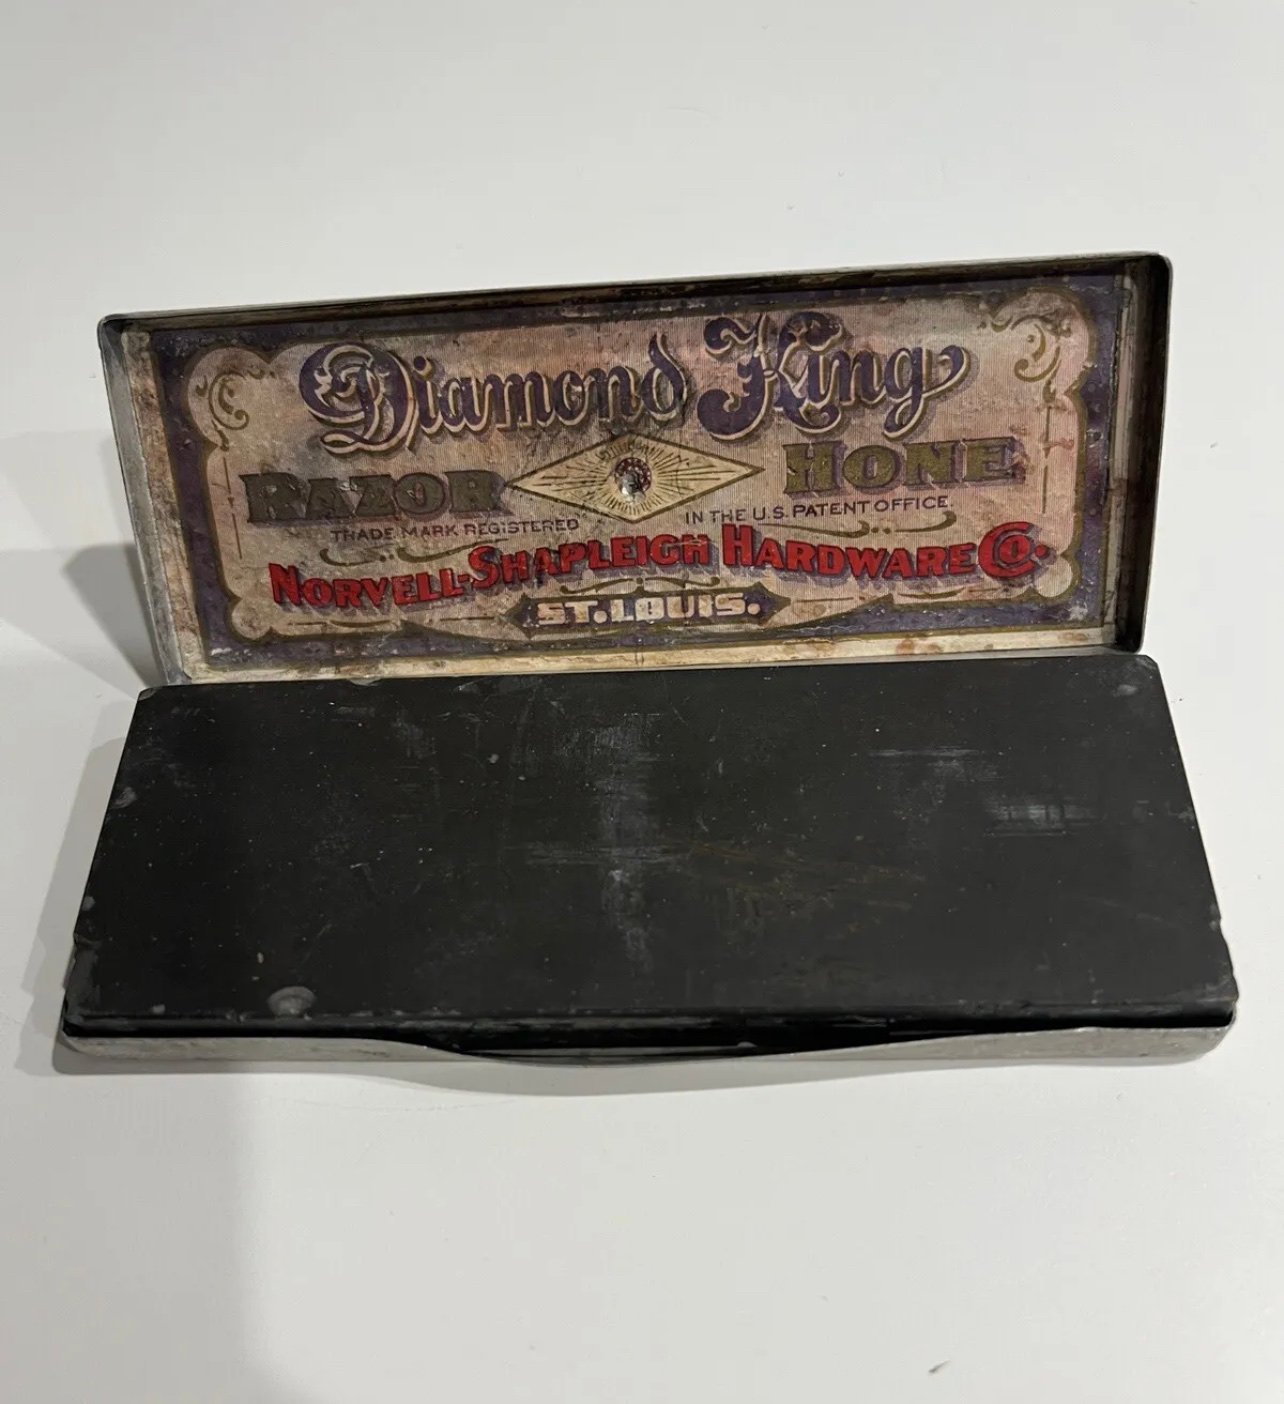 Diamond King
RAZOR HONE
TRADE MARK REGISTERED IN THE U.S. PATENT OFFICE.
NORVELL-SHAPLEIGH HARDWARE CO.
ST. LOUIS.